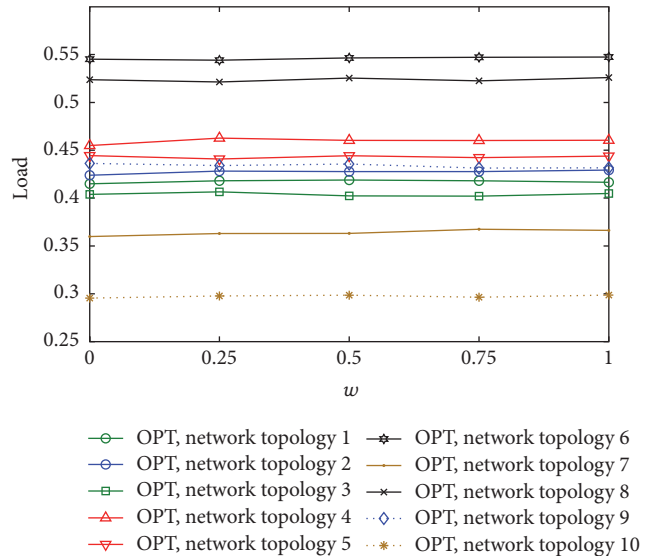 0.55
0.5
0.45
0.4
0.35
0.3
0.25
Load
0
0.25
0.5
0.75
1
w
OPT, network topology 1
OPT, network topology 2
OPT, network topology 3
OPT, network topology 4
OPT, network topology 5
OPT, network topology 6
OPT, network topology 7
OPT, network topology 8
OPT, network topology 9
OPT, network topology 10